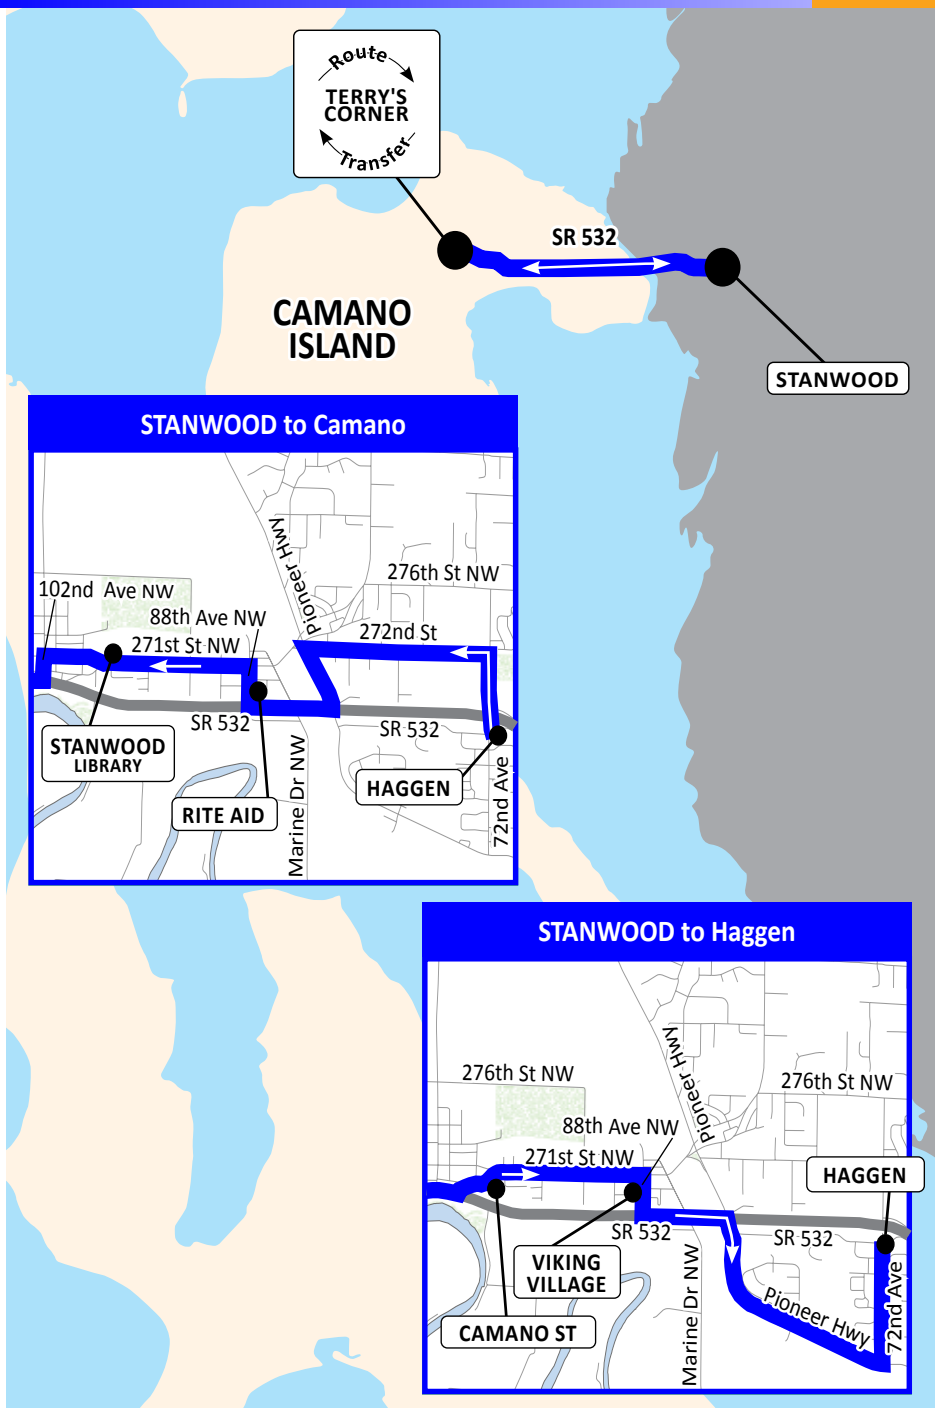 Route
TERRY'S
CORNER
Transfer
SR 532
CAMANO
ISLAND
STANWOOD
STANWOOD to Camano
Pioneer Hwy
276th St NW
102nd Ave NW
88th Ave NW
272nd St
271st St NW
SR 532
SR 532
STANWOOD
LIBRARY
HAGGEN
RITE AID
Marine Dr NW
72nd Ave
STANWOOD to Haggen
Pioneer Hwy
276th St NW
276th St NW
88th Ave NW
271st St NW
HAGGEN
SR 532
SR 532
VIKING
VILLAGE
CAMANO ST
Marine Dr NW
Pioneer Hwy
72nd Ave